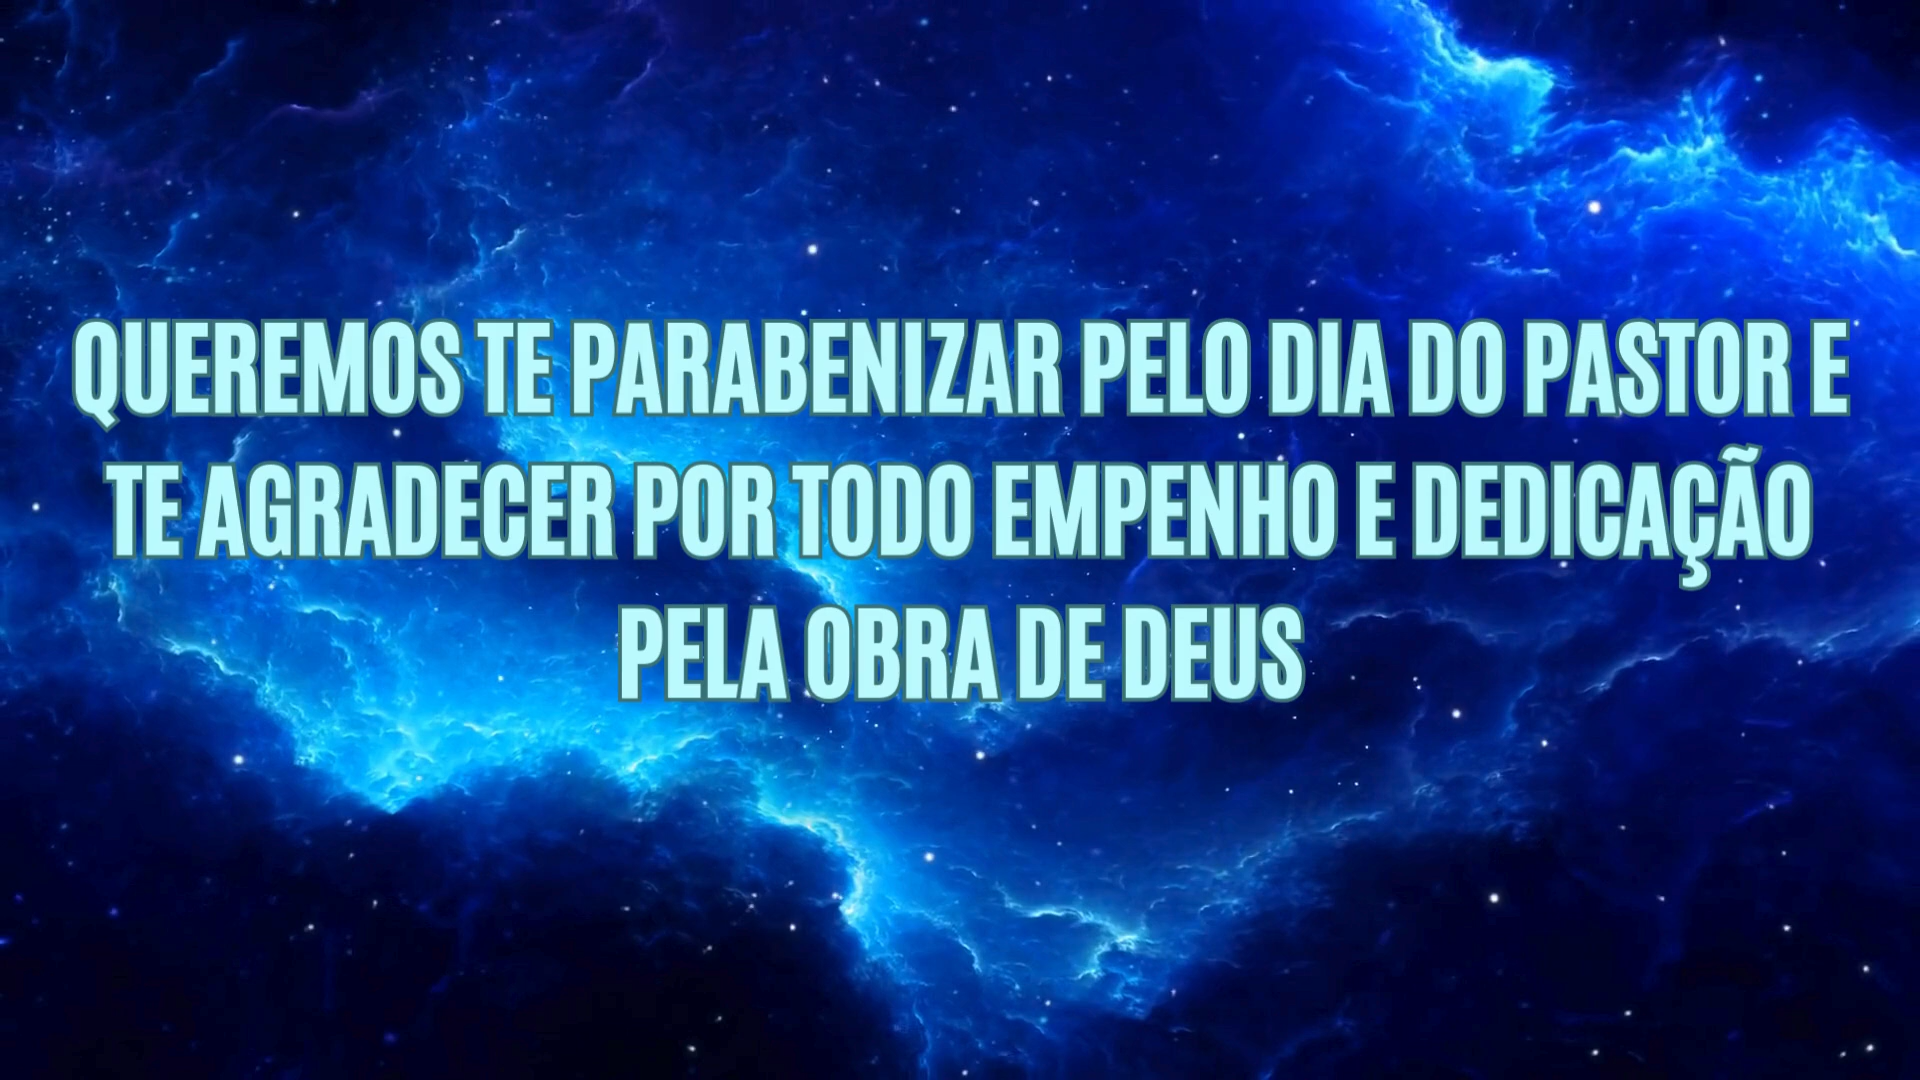 QUEREMOS TE PARABENIZAR PELO DIA DO PASTOR E
TE AGRADECER POR TODO EMPENHO E DEDICAÇÃO
PELA OBRA DE DEUS